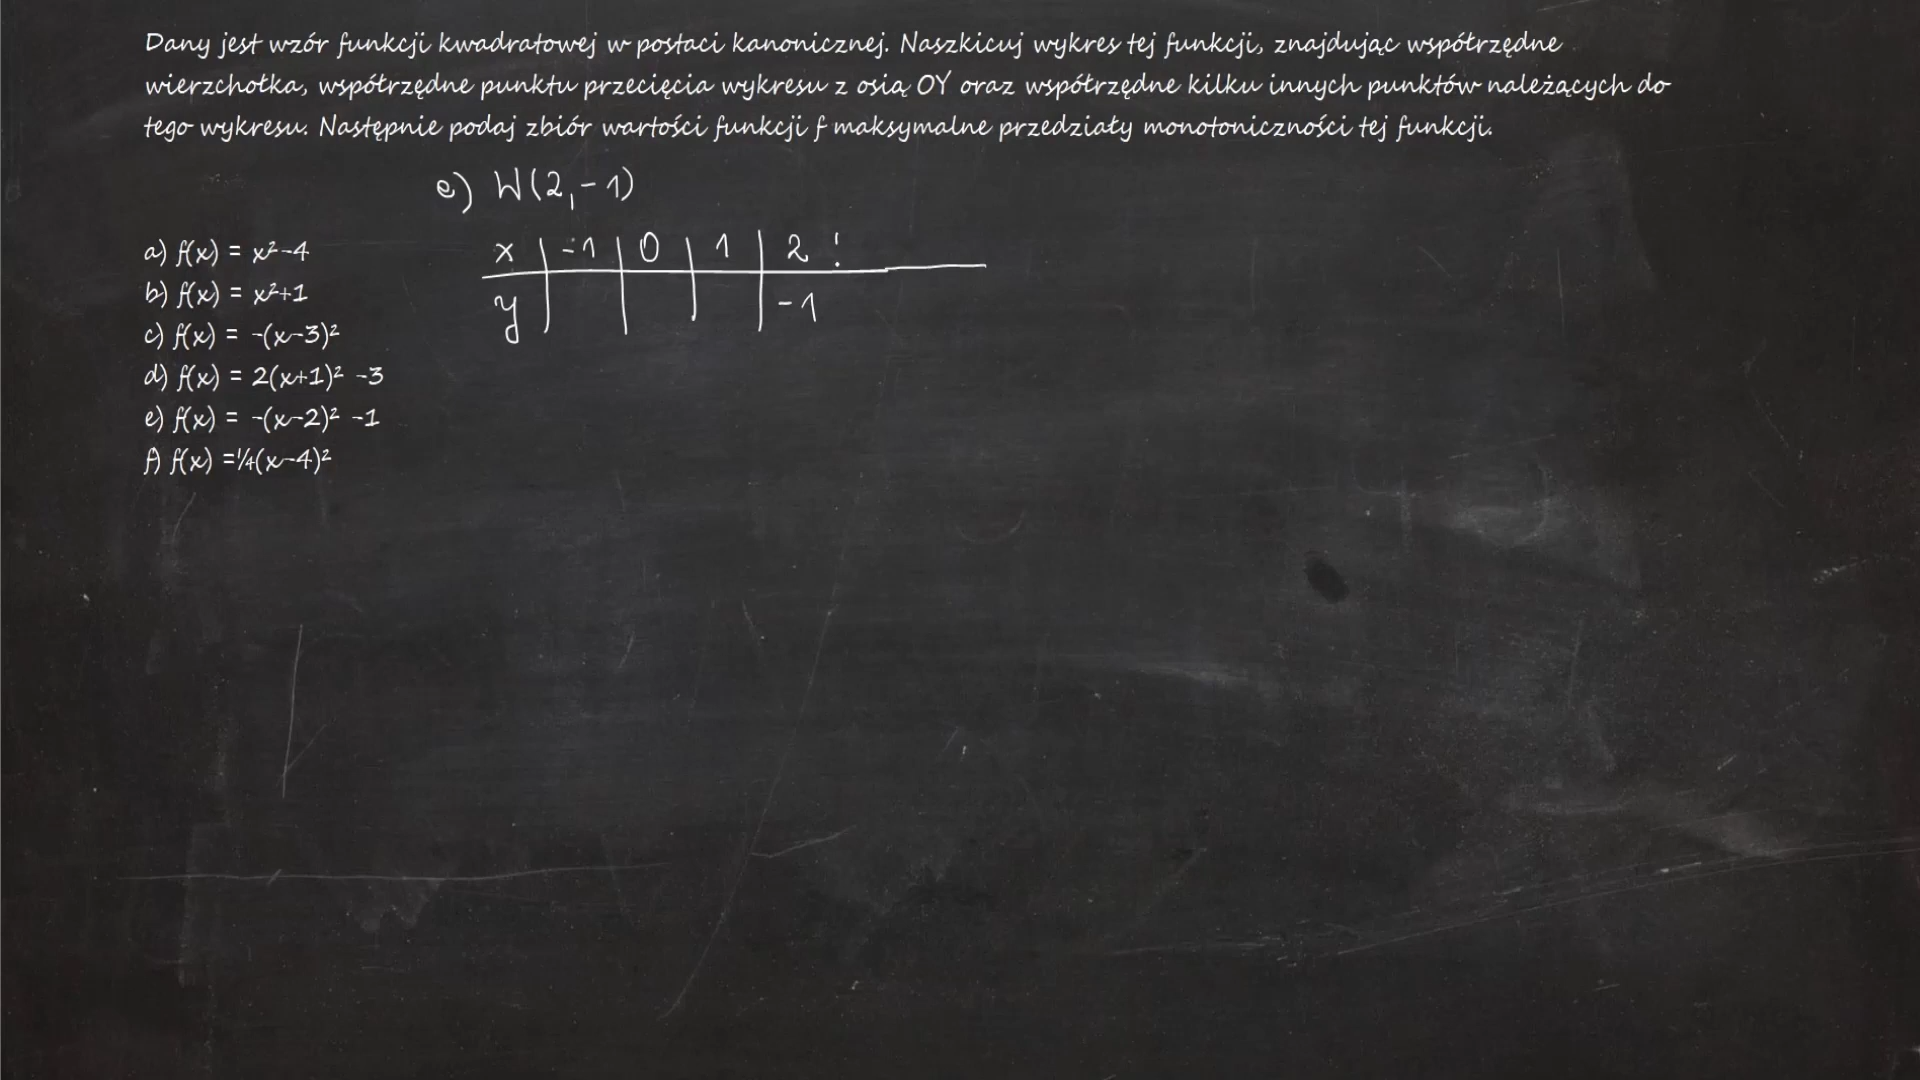 Dany jest wzór funkcji kwadratowej w postaci kanonicznej. Naszkicuj wykres tej funkcji, znajdując współrzędne
wierzchołka, współrzędne punktu przecięcia wykresu z osią OY oraz współrzędne kilku innych punktów należących do
tego wykresu. Następnie podaj zbiór wartości funkcji f maksymalne przedziały monotoniczności tej funkcji.
e) W(2,-1)
x | -1 | 0 | 1 | 2 !
y | | | | -1
a) f(x) = x²-4
b) f(x) = x²+1
c) f(x) = -(x-3)²
d) f(x) = 2(x+1)² -3
e) f(x) = -(x-2)² -1
f) f(x) =¼(x-4)²